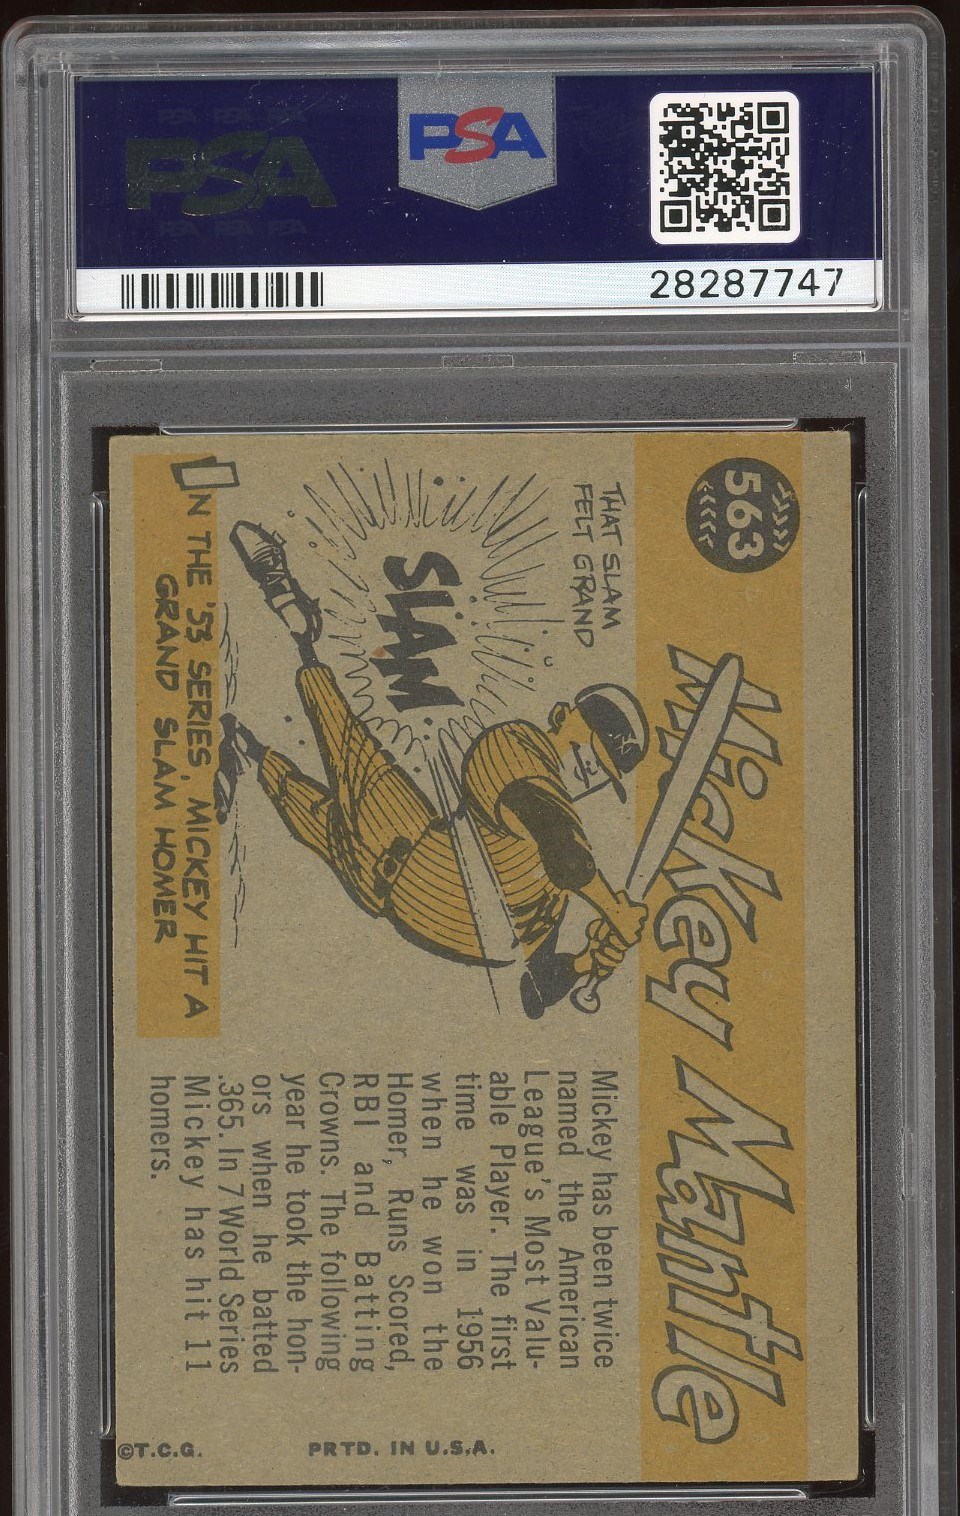 PSA
PSA
28287747
563
Mickey Mantle
THAT SLAM
FELT GRAND
SLAM
IN THE '53 SERIES, MICKEY HIT A
GRAND SLAM HOMER
Mickey has been twice
named the American
League's Most Valu-
able Player. The first
time was in 1956
when he won the
Homer, Runs Scored,
RBI and Batting
Crowns. The following
year he took the hon-
ors when he batted
.365. In 7 World Series
Mickey has hit 11
homers.
PRTD. IN U.S.A.
©T.C.G.